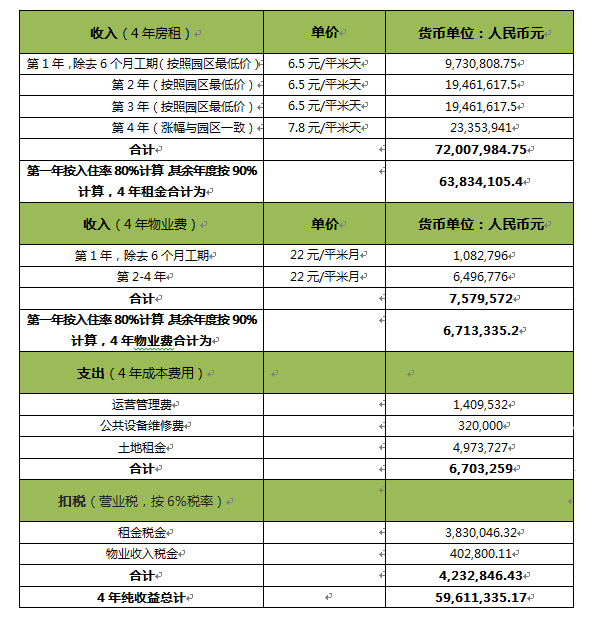 收入（4 年房租） 单价 货币单位：人民币元
第 1 年，除去 6 个月工期（按照园区最低价） 6.5 元/平米天 9,730,808.75
第 2 年（按照园区最低价） 6.5 元/平米天 19,461,617.5
第 3 年（按照园区最低价） 6.5 元/平米天 19,461,617.5
第 4 年（涨幅与园区一致） 7.8 元/平米天 23,353,941
合计 72,007,984.75
第一年按入住率 80%计算，其余年度按 90%
计算，4 年租金合计为 63,834,105.4
收入（4 年物业费） 单价 货币单位：人民币元
第 1 年，除去 6 个月工期 22 元/平米月 1,082,796
第 2-4 年 22 元/平米月 6,496,776
合计 7,579,572
第一年按入住率 80%计算，其余年度按 90%
计算，4 年物业费合计为 6,713,335.2
支出（4 年成本费用）
运营管理费 1,409,532
公共设备维修费 320,000
土地租金 4,973,727
合计 6,703,259
扣税（营业税，按 6%税率）
租金税金 3,830,046.32
物业收入税金 402,800.11
合计 4,232,846.43
4 年纯收益总计 59,611,335.17